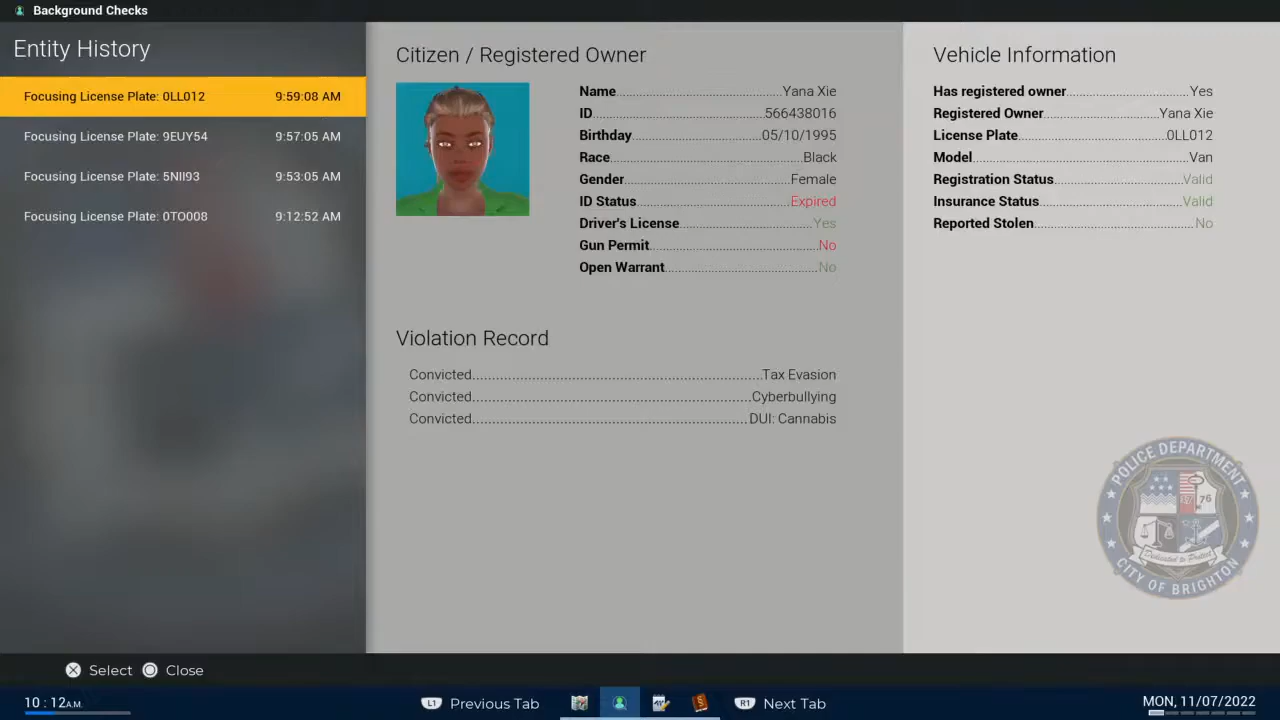 Background Checks
Entity History
Focusing License Plate: 0LL012 9:59:08 AM
Focusing License Plate: 9EUY54 9:57:05 AM
Focusing License Plate: 5NII93 9:53:05 AM
Focusing License Plate: 0TO008 9:12:52 AM
Citizen / Registered Owner
Name Yana Xie
ID 566438016
Birthday 05/10/1995
Race Black
Gender Female
ID Status Expired
Driver's License Yes
Gun Permit No
Open Warrant No
Violation Record
Convicted Tax Evasion
Convicted Cyberbullying
Convicted DUI: Cannabis
Vehicle Information
Has registered owner Yes
Registered Owner Yana Xie
License Plate 0LL012
Model Van
Registration Status Valid
Insurance Status Valid
Reported Stolen No
POLICE DEPARTMENT
1776
Dedicated to Protect
CITY OF BRIGHTON
Select Close
10 : 12 A.M.
L1 Previous Tab
R1 Next Tab
MON, 11/07/2022